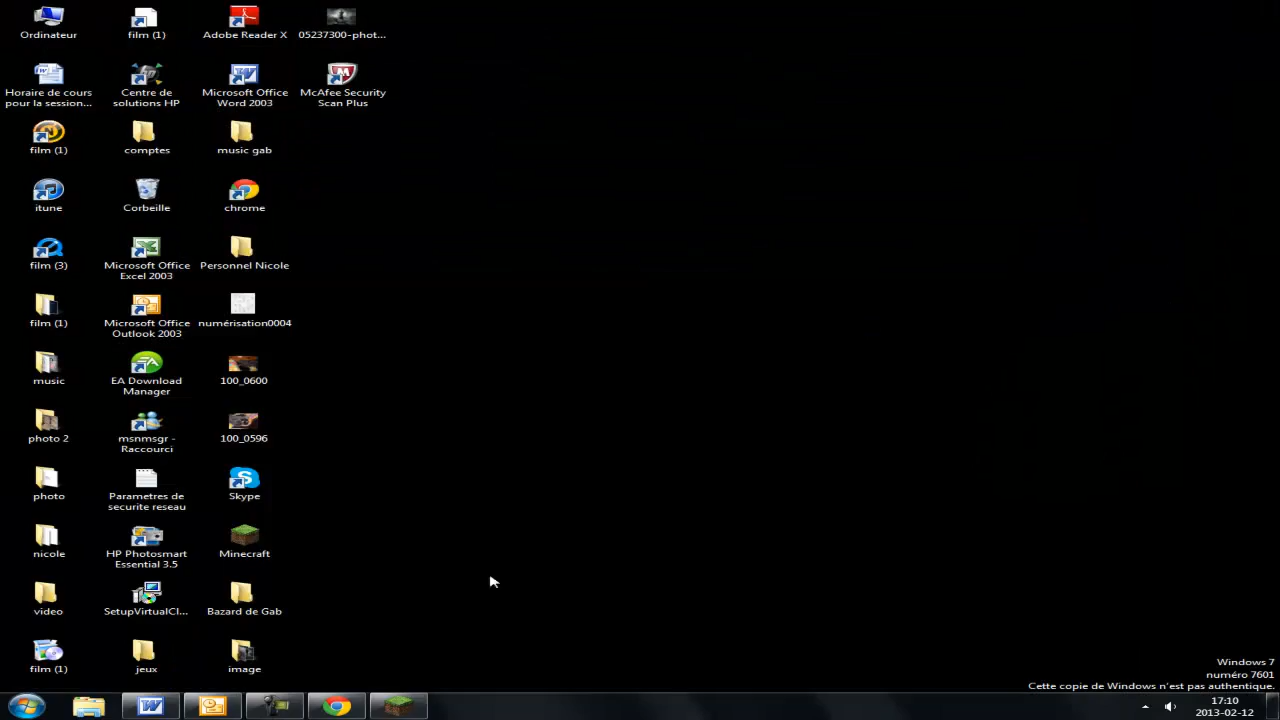 Ordinateur
film (1)
Adobe Reader X
05237300-phot...
Horaire de cours
pour la session...
Centre de
solutions HP
Microsoft Office
Word 2003
McAfee Security
Scan Plus
film (1)
comptes
music gab
itune
Corbeille
chrome
film (3)
Microsoft Office
Excel 2003
Personnel Nicole
film (1)
Microsoft Office
Outlook 2003
numérisation0004
music
EA Download
Manager
100_0600
photo 2
msnmsgr -
Raccourci
100_0596
photo
Parametres de
securite reseau
Skype
nicole
HP Photosmart
Essential 3.5
Minecraft
video
SetupVirtualCl...
Bazard de Gab
film (1)
jeux
image
Windows 7
numéro 7601
Cette copie de Windows n'est pas authentique.
17:10
2013-02-12